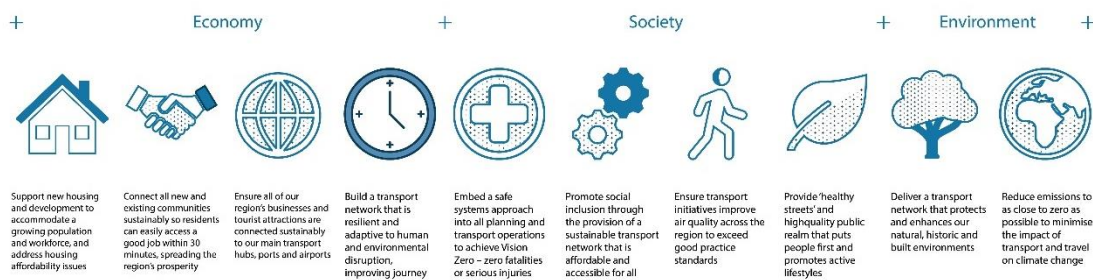 + Economy + Society + Environment +
Support new housing
and development to
accommodate a
growing population
and workforce, and
address housing
affordability issues
Connect all new and
existing communities
sustainably so residents
can easily access a
good job within 30
minutes, spreading the
region's prosperity
Ensure all of our
region's businesses and
tourist attractions are
connected sustainably
to our main transport
hubs, ports and airports
Build a transport
network that is
resilient and
adaptive to human
and environmental
disruption,
improving journey
Embed a safe
systems approach
into all planning and
transport operations
to achieve Vision
Zero – zero fatalities
or serious injuries
Promote social
inclusion through
the provision of a
sustainable transport
network that is
affordable and
accessible for all
Ensure transport
initiatives improve
air quality across the
region to exceed
good practice
standards
Provide 'healthy
streets' and
highquality public
realm that puts
people first and
promotes active
lifestyles
Deliver a transport
network that protects
and enhances our
natural, historic and
built environments
Reduce emissions to
as close to zero as
possible to minimise
the impact of
transport and travel
on climate change